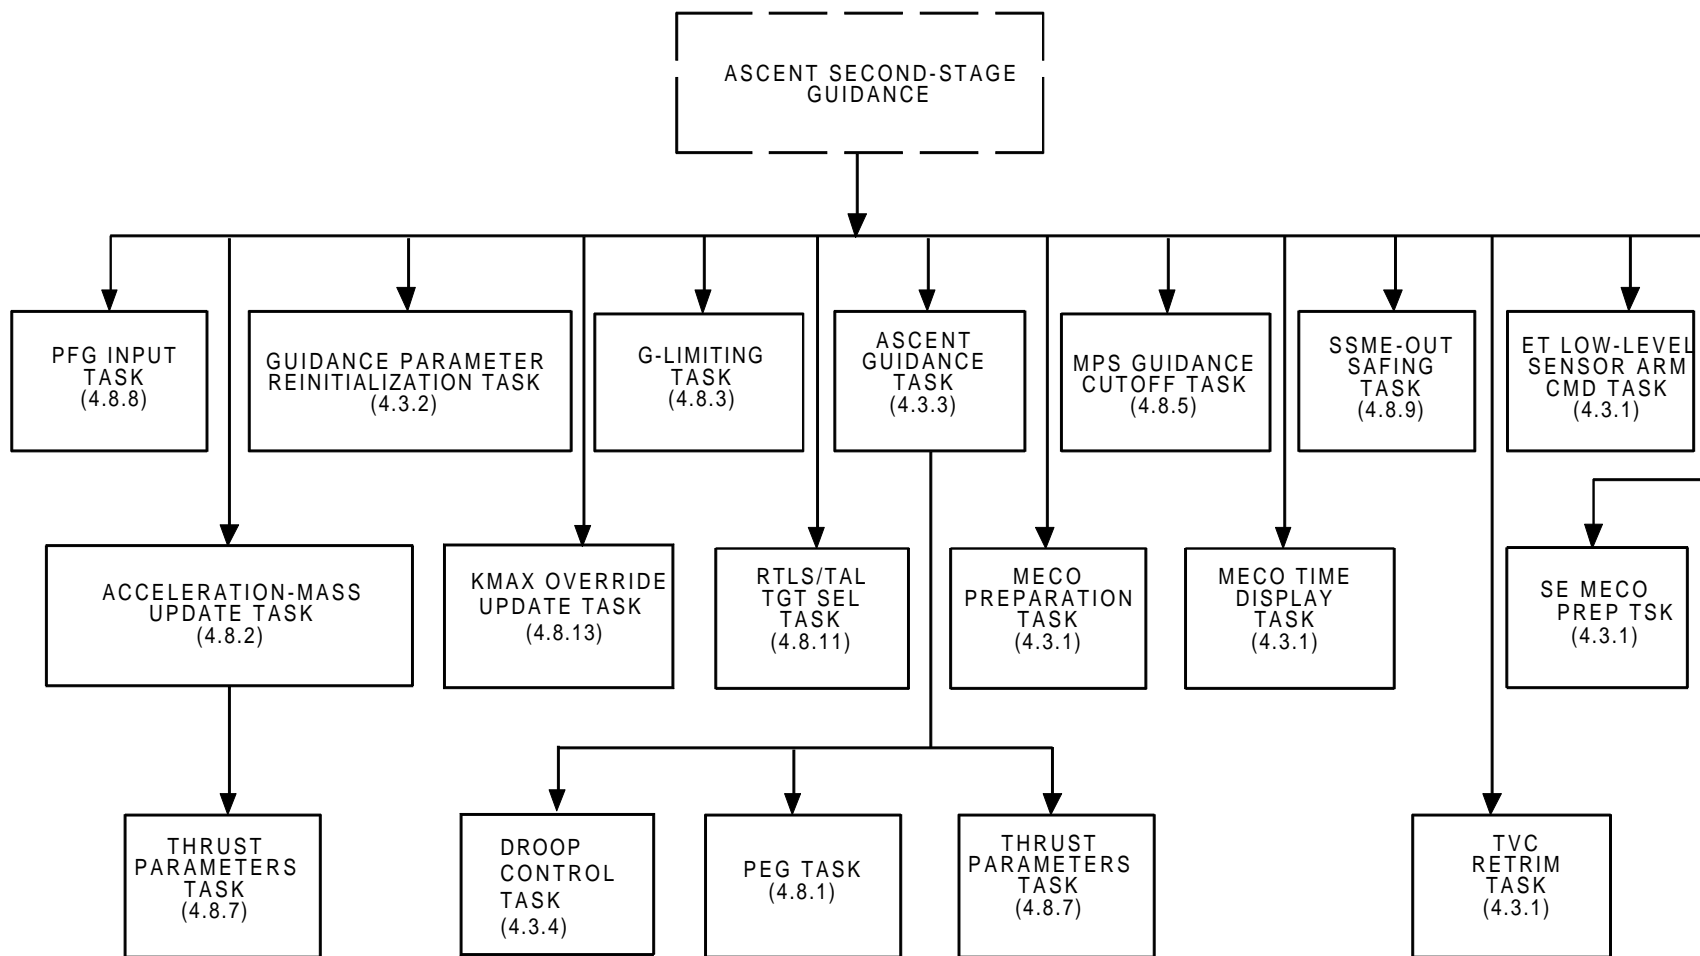 ASCENT SECOND-STAGE
GUIDANCE
PFG INPUT
TASK
(4.8.8)
GUIDANCE PARAMETER
REINITIALIZATION TASK
(4.3.2)
G-LIMITING
TASK
(4.8.3)
ASCENT
GUIDANCE
TASK
(4.3.3)
MPS GUIDANCE
CUTOFF TASK
(4.8.5)
SSME-OUT
SAFING
TASK
(4.8.9)
ET LOW-LEVEL
SENSOR ARM
CMD TASK
(4.3.1)
ACCELERATION-MASS
UPDATE TASK
(4.8.2)
KMAX OVERRIDE
UPDATE TASK
(4.8.13)
RTLS/TAL
TGT SEL
TASK
(4.8.11)
MECO
PREPARATION
TASK
(4.3.1)
MECO TIME
DISPLAY
TASK
(4.3.1)
SE MECO
PREP TSK
(4.3.1)
THRUST
PARAMETERS
TASK
(4.8.7)
DROOP
CONTROL
TASK
(4.3.4)
PEG TASK
(4.8.1)
THRUST
PARAMETERS
TASK
(4.8.7)
TVC
RETRIM
TASK
(4.3.1)